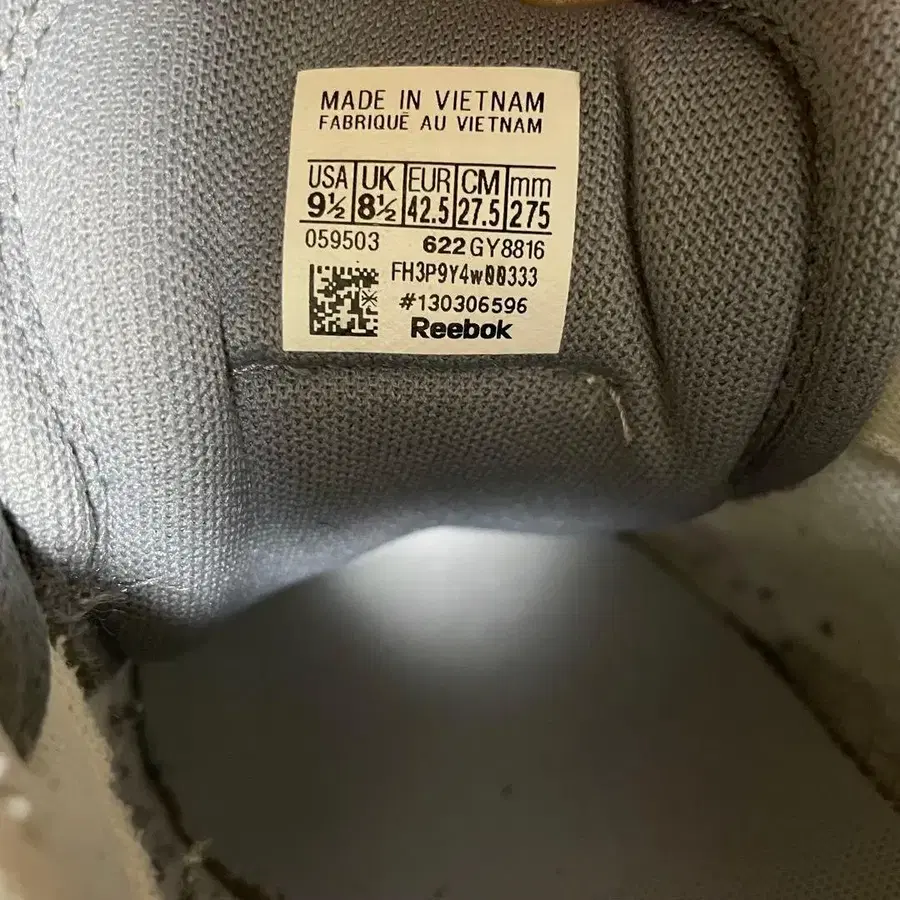 MADE IN VIETNAM
FABRIQUÉ AU VIETNAM
USA UK EUR CM mm
9½ 8½ 42.5 27.5 275
059503 622 GY8816
#130306596
Reebok